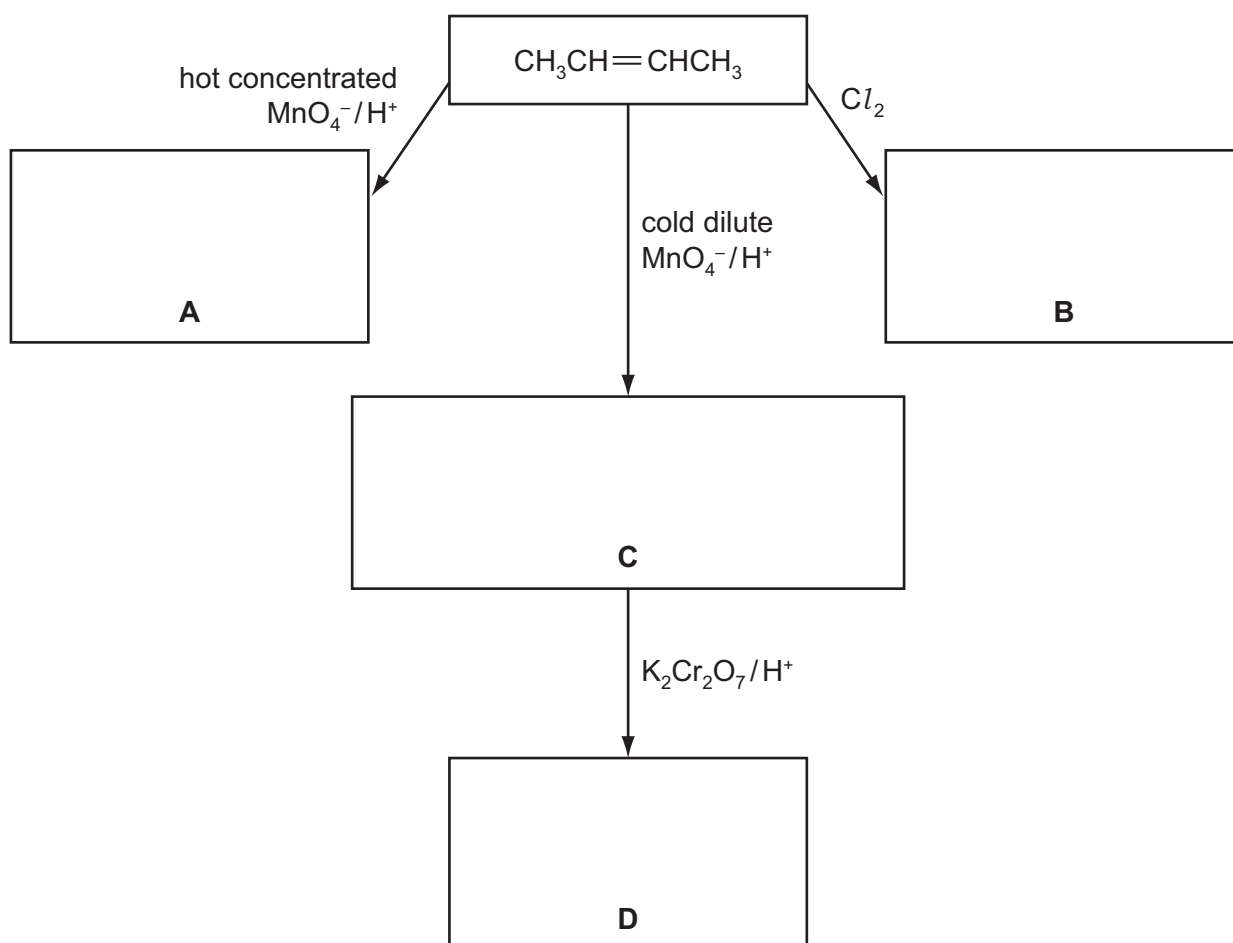 CH₃CH=CHCH₃
hot concentrated
MnO₄⁻/H⁺
Cl₂
A
cold dilute
MnO₄⁻/H⁺
B
C
K₂Cr₂O₇/H⁺
D